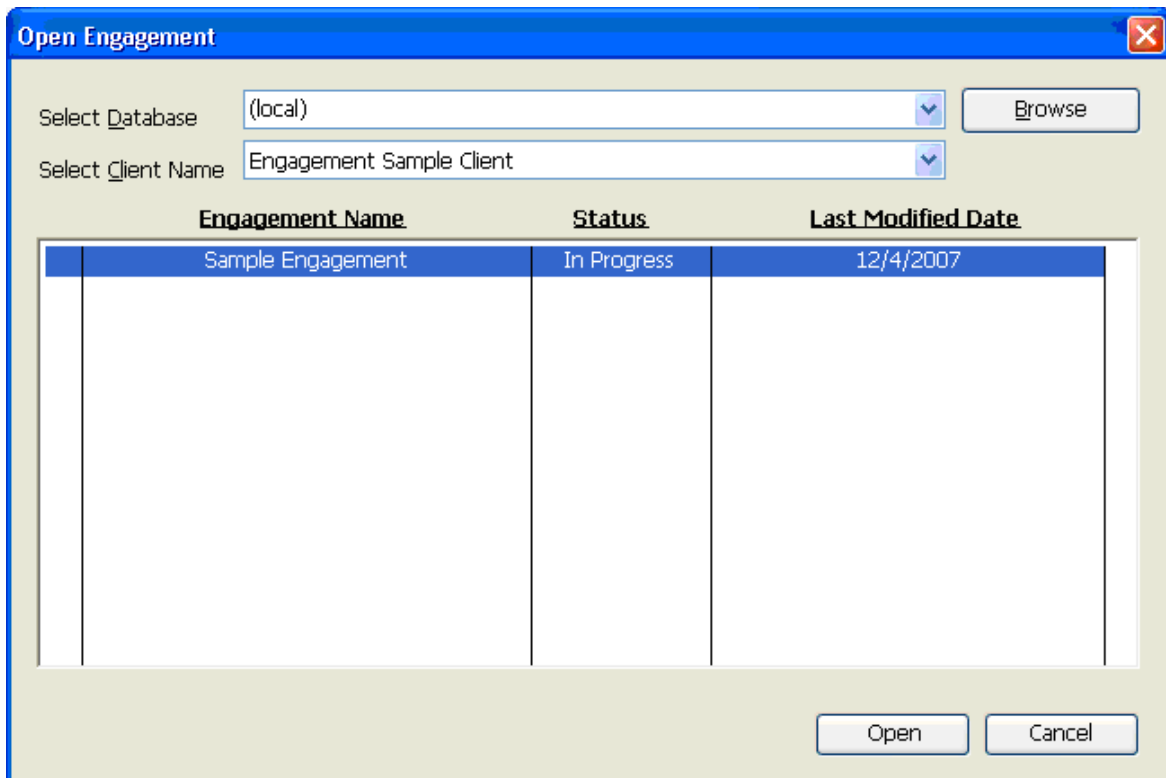 Open Engagement
Select Database (local) Browse
Select Client Name Engagement Sample Client
Engagement Name Status Last Modified Date
Sample Engagement In Progress 12/4/2007
Open Cancel